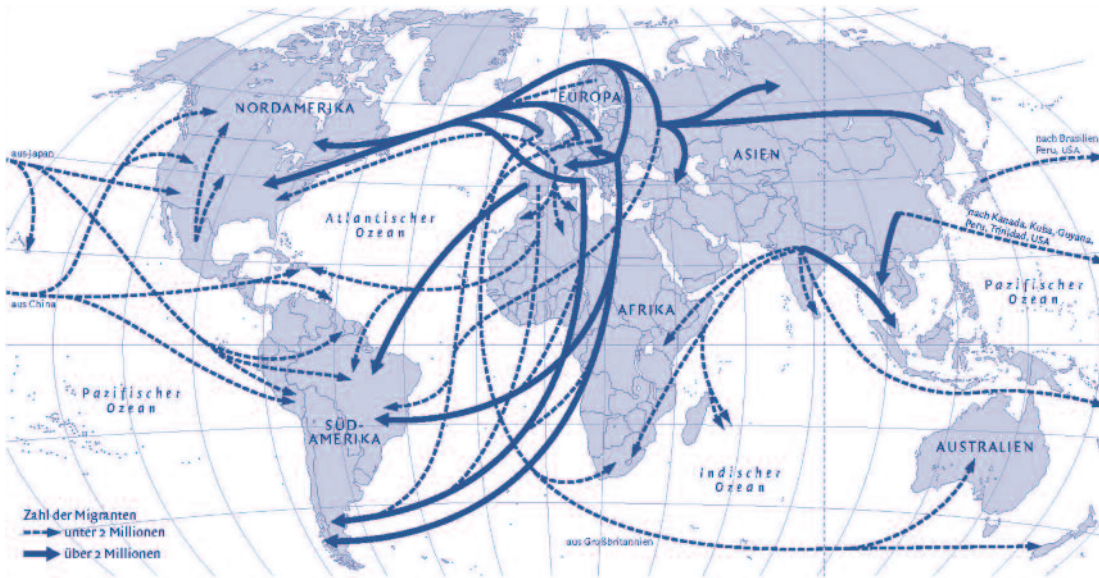 NORDAMERIKA
EUROPA
ASIEN
aus Japan
nach Brasilien,
Peru, USA
Atlantischer
Ozean
nach Kanada, Kuba, Guyana,
Peru, Trinidad, USA
aus China
AFRIKA
Pazifischer
Ozean
Pazifischer
Ozean
SÜD-
AMERIKA
AUSTRALIEN
Indischer
Ozean
Zahl der Migranten
unter 2 Millionen
über 2 Millionen
aus Großbritannien